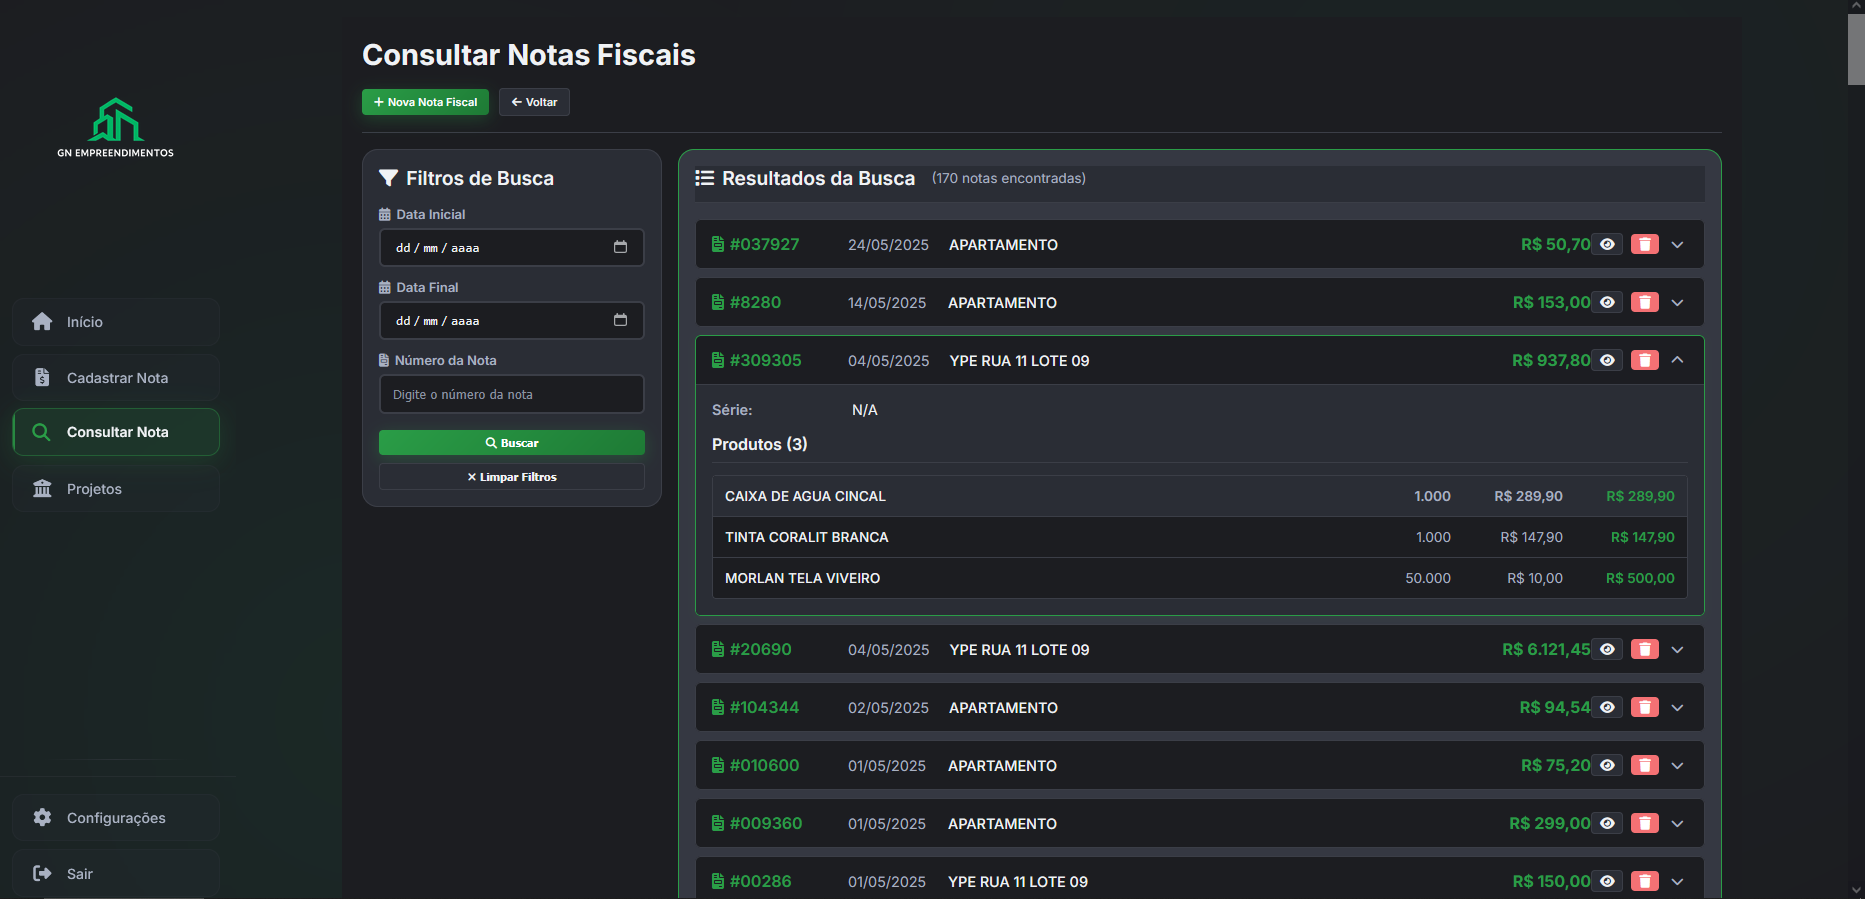 GN EMPREENDIMENTOS
Início
Cadastrar Nota
Consultar Nota
Projetos
Configurações
Sair
Consultar Notas Fiscais
Nova Nota Fiscal
Voltar
Filtros de Busca
Data Inicial
dd/mm/aaaa
Data Final
dd/mm/aaaa
Número da Nota
Digite o número da nota
Buscar
Limpar Filtros
Resultados da Busca (170 notas encontradas)
#037927 24/05/2025 APARTAMENTO R$ 50,70
#8280 14/05/2025 APARTAMENTO R$ 153,00
#309305 04/05/2025 YPE RUA 11 LOTE 09 R$ 937,80
Série: N/A
Produtos (3)
CAIXA DE AGUA CINCAL 1.000 R$ 289,90 R$ 289,90
TINTA CORALIT BRANCA 1.000 R$ 147,90 R$ 147,90
MORLAN TELA VIVEIRO 50.000 R$ 10,00 R$ 500,00
#20690 04/05/2025 YPE RUA 11 LOTE 09 R$ 6.121,45
#104344 02/05/2025 APARTAMENTO R$ 94,54
#010600 01/05/2025 APARTAMENTO R$ 75,20
#009360 01/05/2025 APARTAMENTO R$ 299,00
#00286 01/05/2025 YPE RUA 11 LOTE 09 R$ 150,00